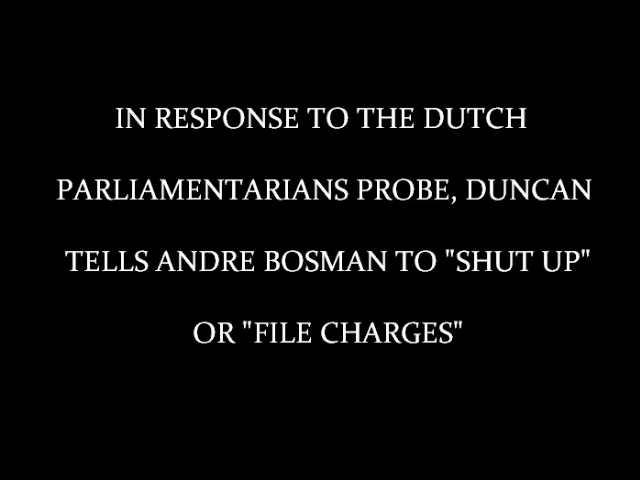 IN RESPONSE TO THE DUTCH
PARLIAMENTARIANS PROBE, DUNCAN
TELLS ANDRE BOSMAN TO "SHUT UP"
OR "FILE CHARGES"